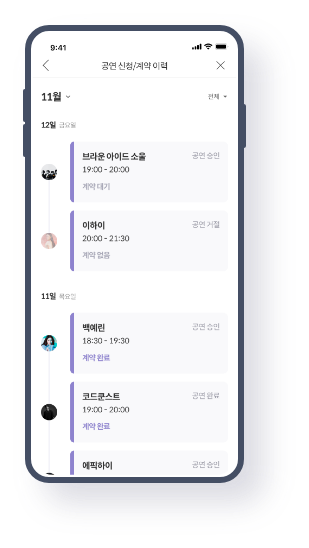 9:41
공연 신청/계약 이력
11월
전체
12일 금요일
브라운 아이드 소울 공연 승인
19:00 - 20:00
계약 대기
이하이 공연 거절
20:00 - 21:30
계약 없음
11일 목요일
백예린 공연 승인
18:30 - 19:30
계약 완료
코드쿤스트 공연 완료
19:00 - 20:00
계약 완료
에픽하이 공연 승인